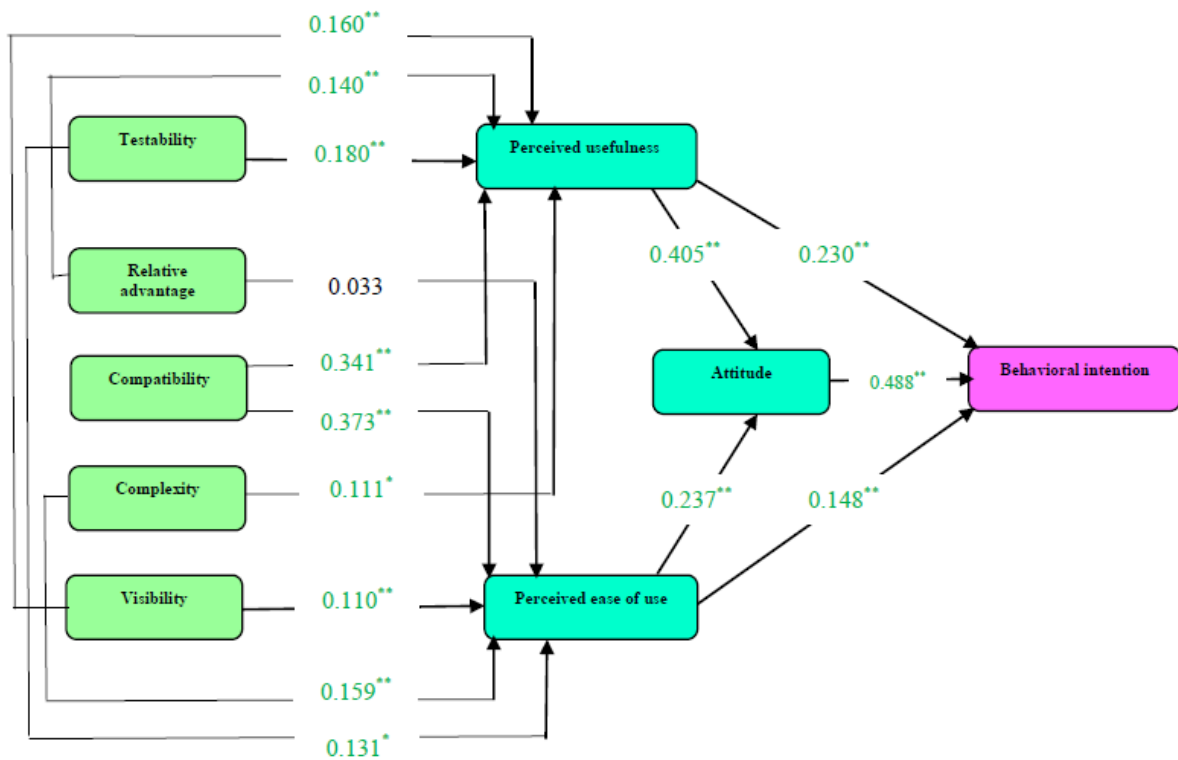 0.160**
0.140**
Testability
0.180**
Perceived usefulness
0.405**
0.230**
Relative
advantage
0.033
0.341**
Compatibility
0.373**
Attitude
0.488**
Behavioral intention
Complexity
0.111*
0.237**
0.148**
Visibility
0.110**
Perceived ease of use
0.159**
0.131*